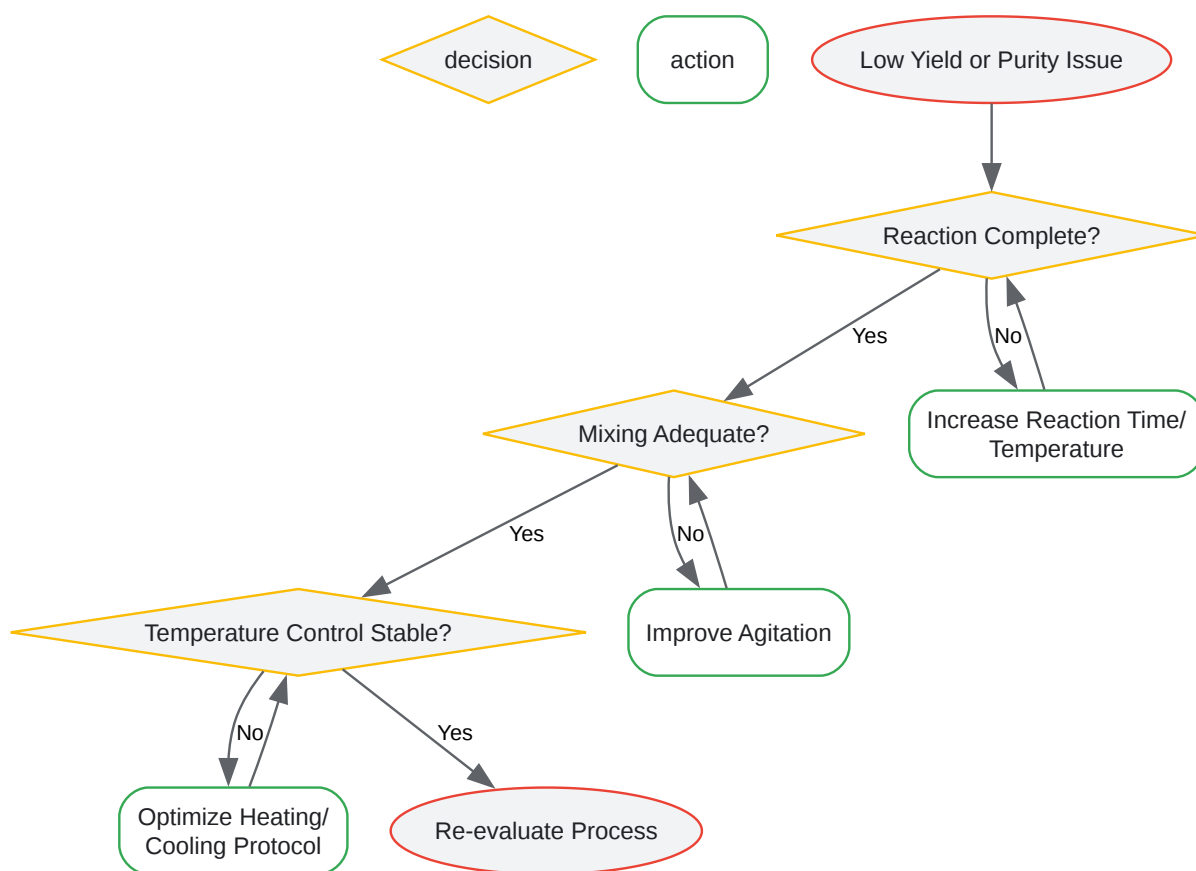 decision
action
Low Yield or Purity Issue
Reaction Complete?
Yes
No
Increase Reaction Time/
Temperature
Mixing Adequate?
Yes
No
Improve Agitation
Temperature Control Stable?
No
Yes
Optimize Heating/
Cooling Protocol
Re-evaluate Process